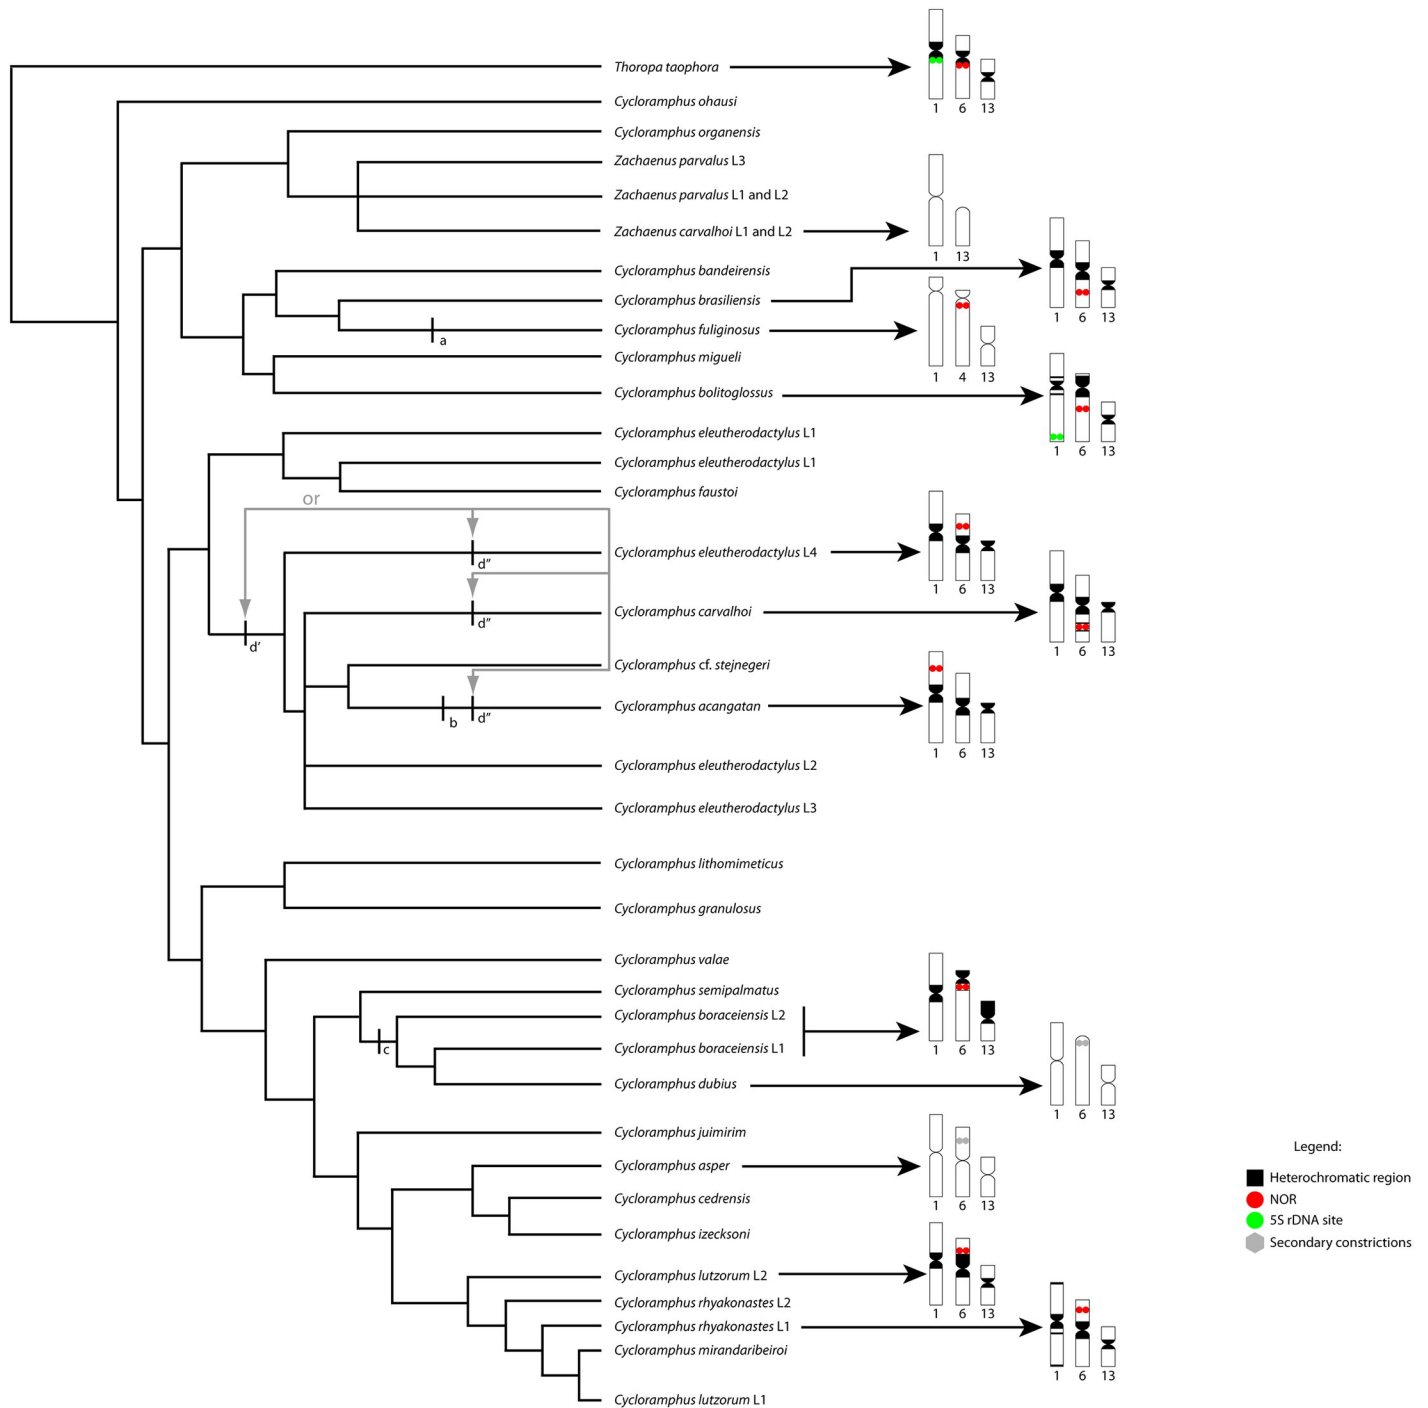 Thoropa taophora
1 6 13
Cycloramphus ohausi
Cycloramphus organensis
Zachaenus parvalus L3
Zachaenus parvalus L1 and L2
Zachaenus carvalhoi L1 and L2
1 13
Cycloramphus bandeirensis
Cycloramphus brasiliensis
1 6 13
Cycloramphus fuliginosus
a
1 4 13
Cycloramphus migueli
Cycloramphus bolitoglossus
1 6 13
Cycloramphus eleutherodactylus L1
Cycloramphus eleutherodactylus L1
Cycloramphus faustoi
or
Cycloramphus eleutherodactylus L4
d″
1 6 13
Cycloramphus carvalhoi
d″
d′
1 6 13
Cycloramphus cf. stejnegeri
Cycloramphus acangatan
b d″
1 6 13
Cycloramphus eleutherodactylus L2
Cycloramphus eleutherodactylus L3
Cycloramphus lithomimeticus
Cycloramphus granulosus
Cycloramphus valae
Cycloramphus semipalmatus
Cycloramphus boraceiensis L2
c
Cycloramphus boraceiensis L1
1 6 13
Cycloramphus dubius
1 6 13
Cycloramphus juimirim
Cycloramphus asper
Cycloramphus cedrensis
1 6 13
Cycloramphus izecksoni
Cycloramphus lutzorum L2
Cycloramphus rhyakonastes L2
1 6 13
Cycloramphus rhyakonastes L1
Cycloramphus mirandaribeiroi
1 6 13
Cycloramphus lutzorum L1
Legend:
Heterochromatic region
NOR
5S rDNA site
Secondary constrictions